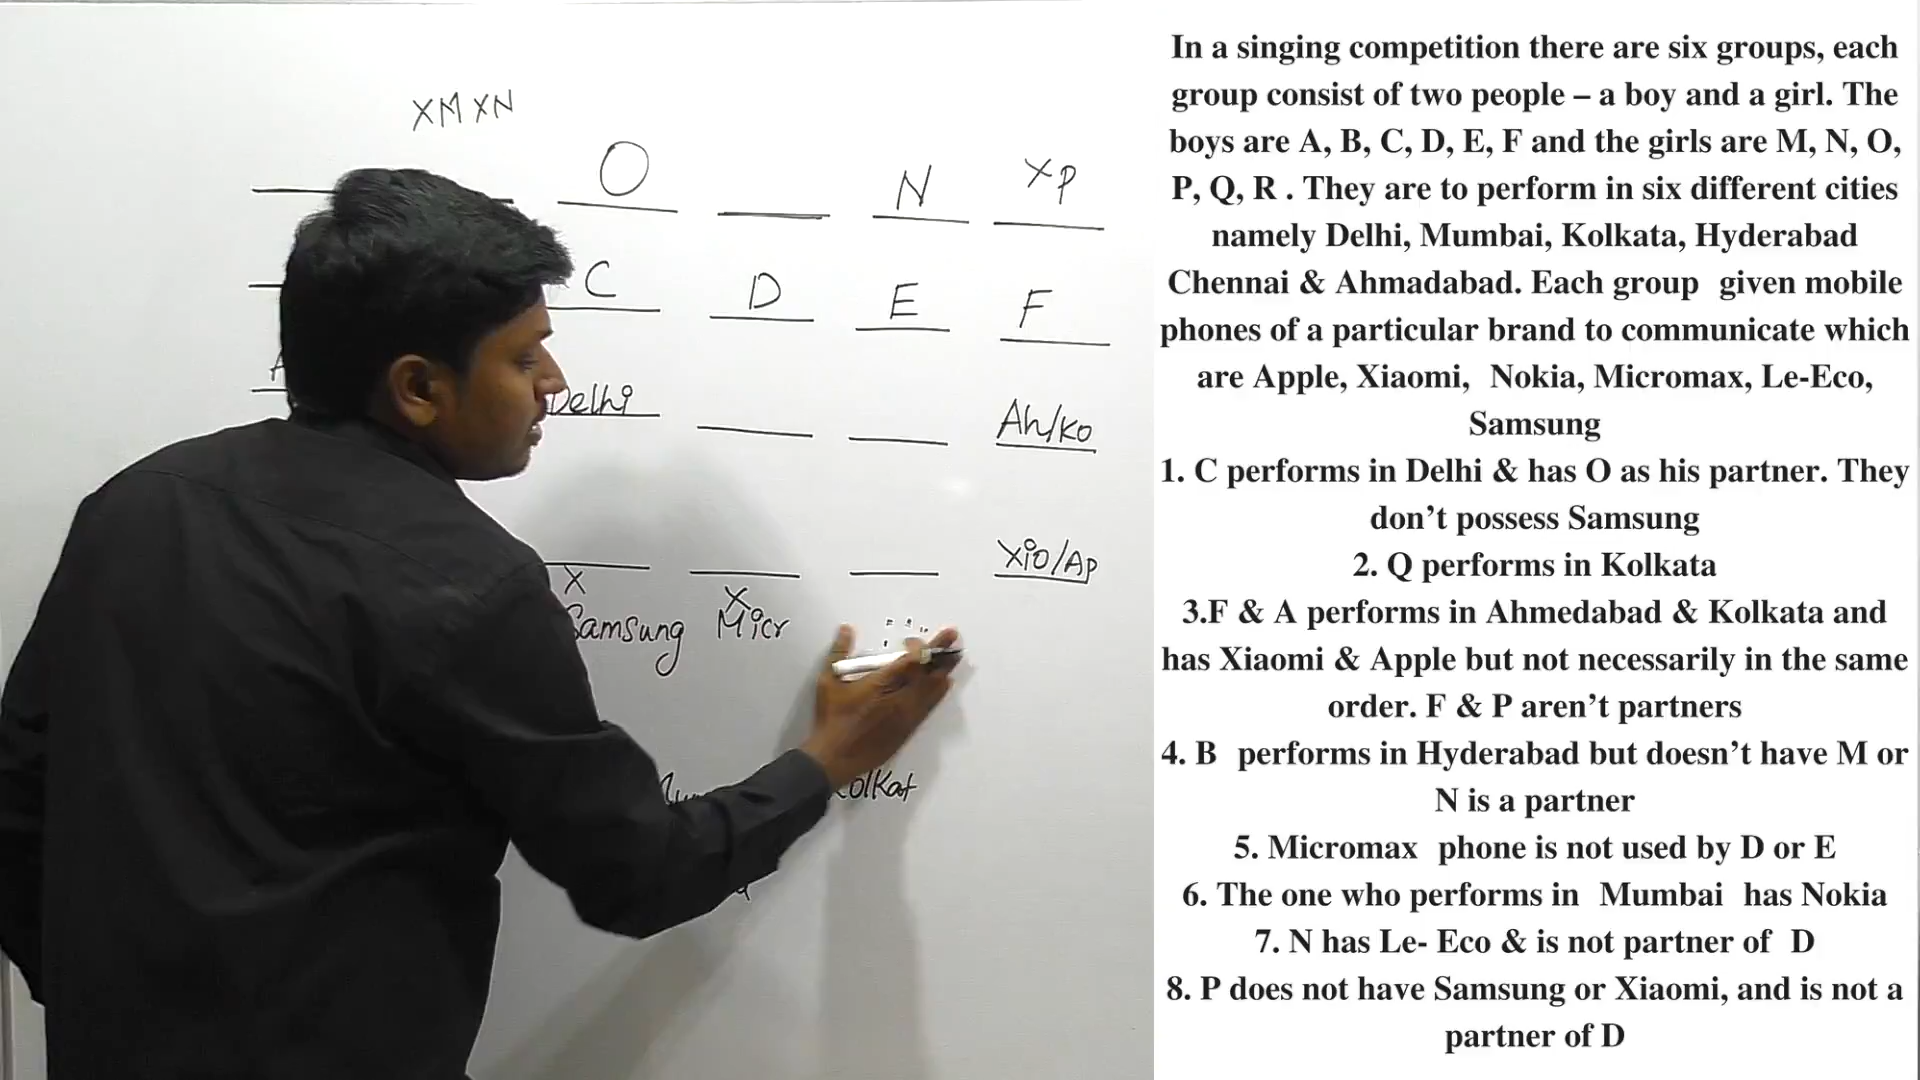 XM XN
O
N
XP
C
D
E
F
Delhi
Ah/Ko
Xio/Ap
X
X
Samsung
Micr
In a singing competition there are six groups, each
group consist of two people – a boy and a girl. The
boys are A, B, C, D, E, F and the girls are M, N, O,
P, Q, R . They are to perform in six different cities
namely Delhi, Mumbai, Kolkata, Hyderabad
Chennai & Ahmadabad. Each group given mobile
phones of a particular brand to communicate which
are Apple, Xiaomi, Nokia, Micromax, Le-Eco,
Samsung
1. C performs in Delhi & has O as his partner. They
don't possess Samsung
2. Q performs in Kolkata
3.F & A performs in Ahmedabad & Kolkata and
has Xiaomi & Apple but not necessarily in the same
order. F & P aren't partners
4. B performs in Hyderabad but doesn't have M or
N is a partner
5. Micromax phone is not used by D or E
6. The one who performs in Mumbai has Nokia
7. N has Le- Eco & is not partner of D
8. P does not have Samsung or Xiaomi, and is not a
partner of D